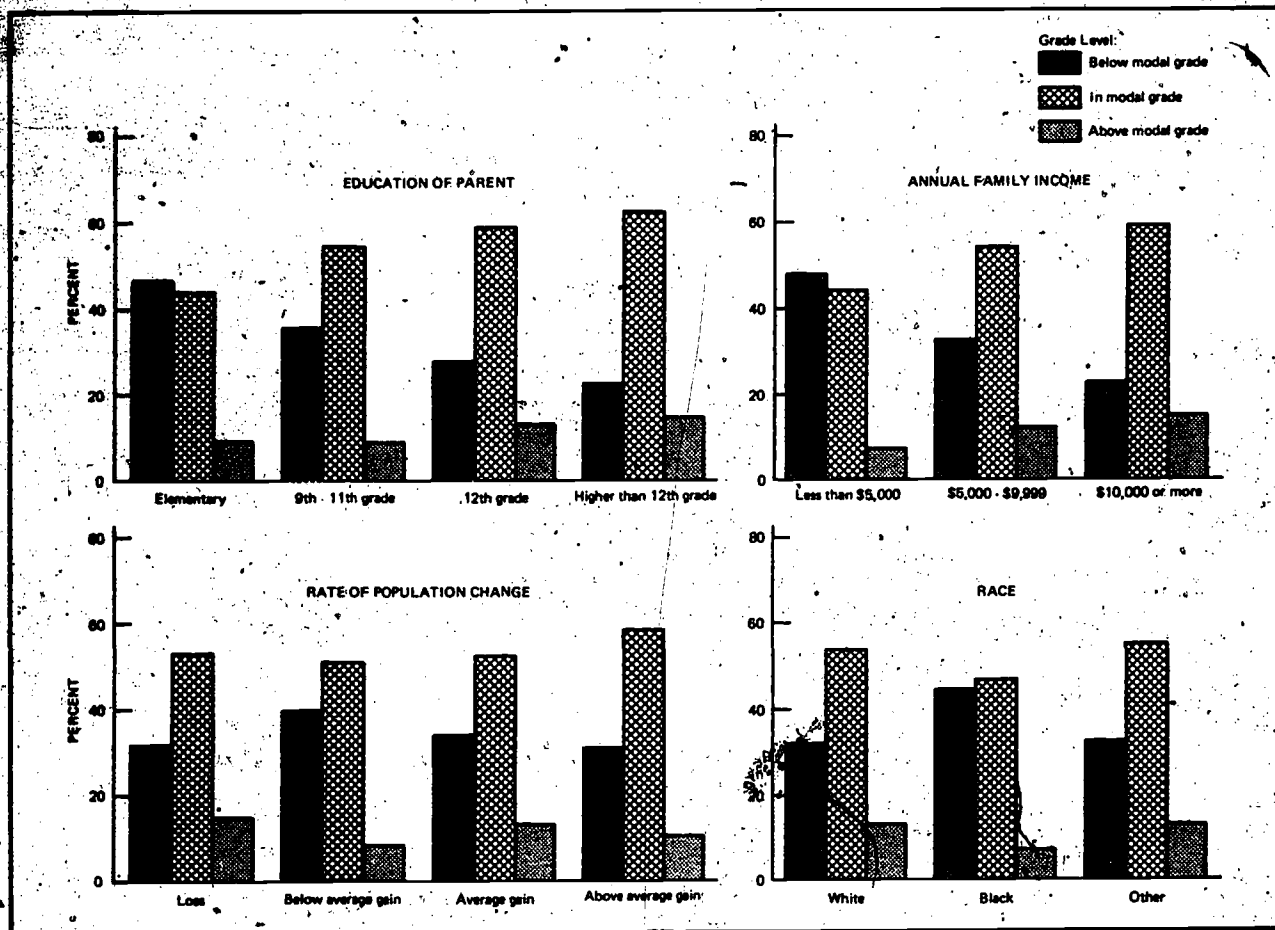 Grade Level:
Below modal grade
In modal grade
Above modal grade
EDUCATION OF PARENT
PERCENT
80
60
40
20
0
Elementary
9th - 11th grade
12th grade
Higher than 12th grade
ANNUAL FAMILY INCOME
80
60
40
20
0
Less than $5,000
$5,000 - $9,999
$10,000 or more
RATE OF POPULATION CHANGE
PERCENT
80
60
40
20
0
Loss
Below average gain
Average gain
Above average gain
RACE
80
60
40
20
0
White
Black
Other